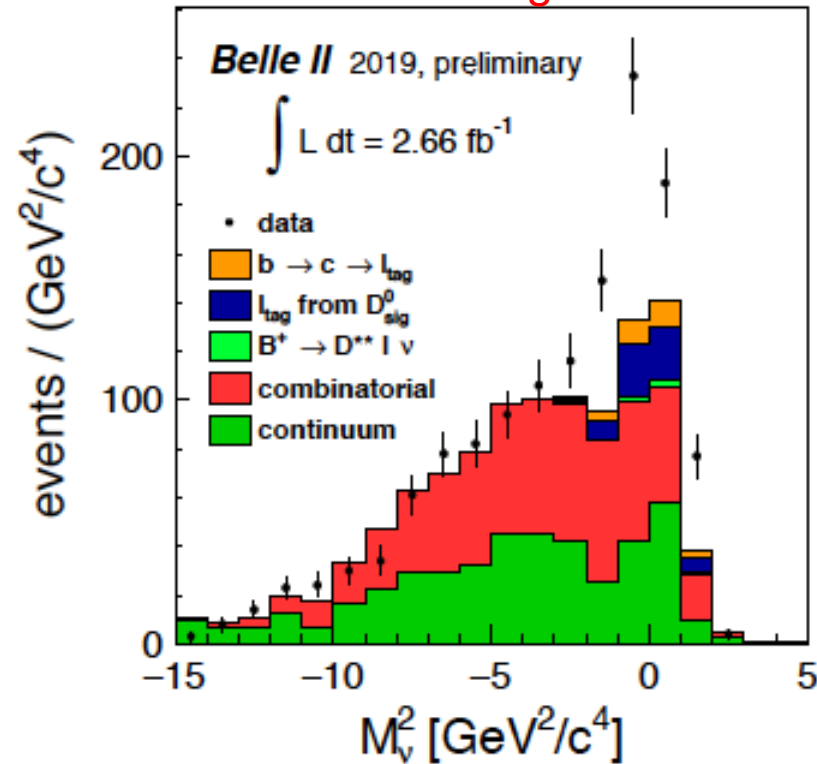 Belle II 2019, preliminary
∫ L dt = 2.66 fb⁻¹
data
b → c → l_tag
l_tag from D⁰_sig
B⁺ → D** l ν
combinatorial
continuum
events / (GeV²/c⁴)
200
100
0
−15 −10 −5 0 5
M²_ν [GeV²/c⁴]